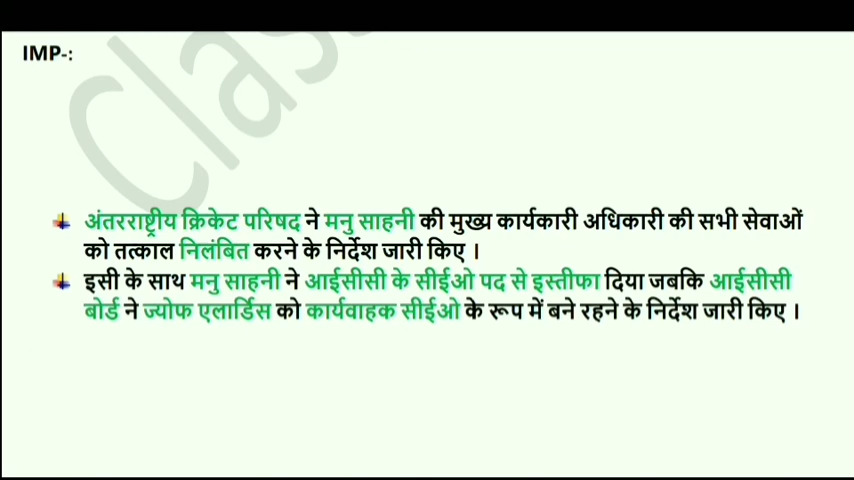 IMP-:
Clas
अंतरराष्ट्रीय क्रिकेट परिषद ने मनु साहनी की मुख्य कार्यकारी अधिकारी की सभी सेवाओं
को तत्काल निलंबित करने के निर्देश जारी किए ।
इसी के साथ मनु साहनी ने आईसीसी के सीईओ पद से इस्तीफा दिया जबकि आईसीसी
बोर्ड ने ज्योफ एलार्डिस को कार्यवाहक सीईओ के रूप में बने रहने के निर्देश जारी किए ।